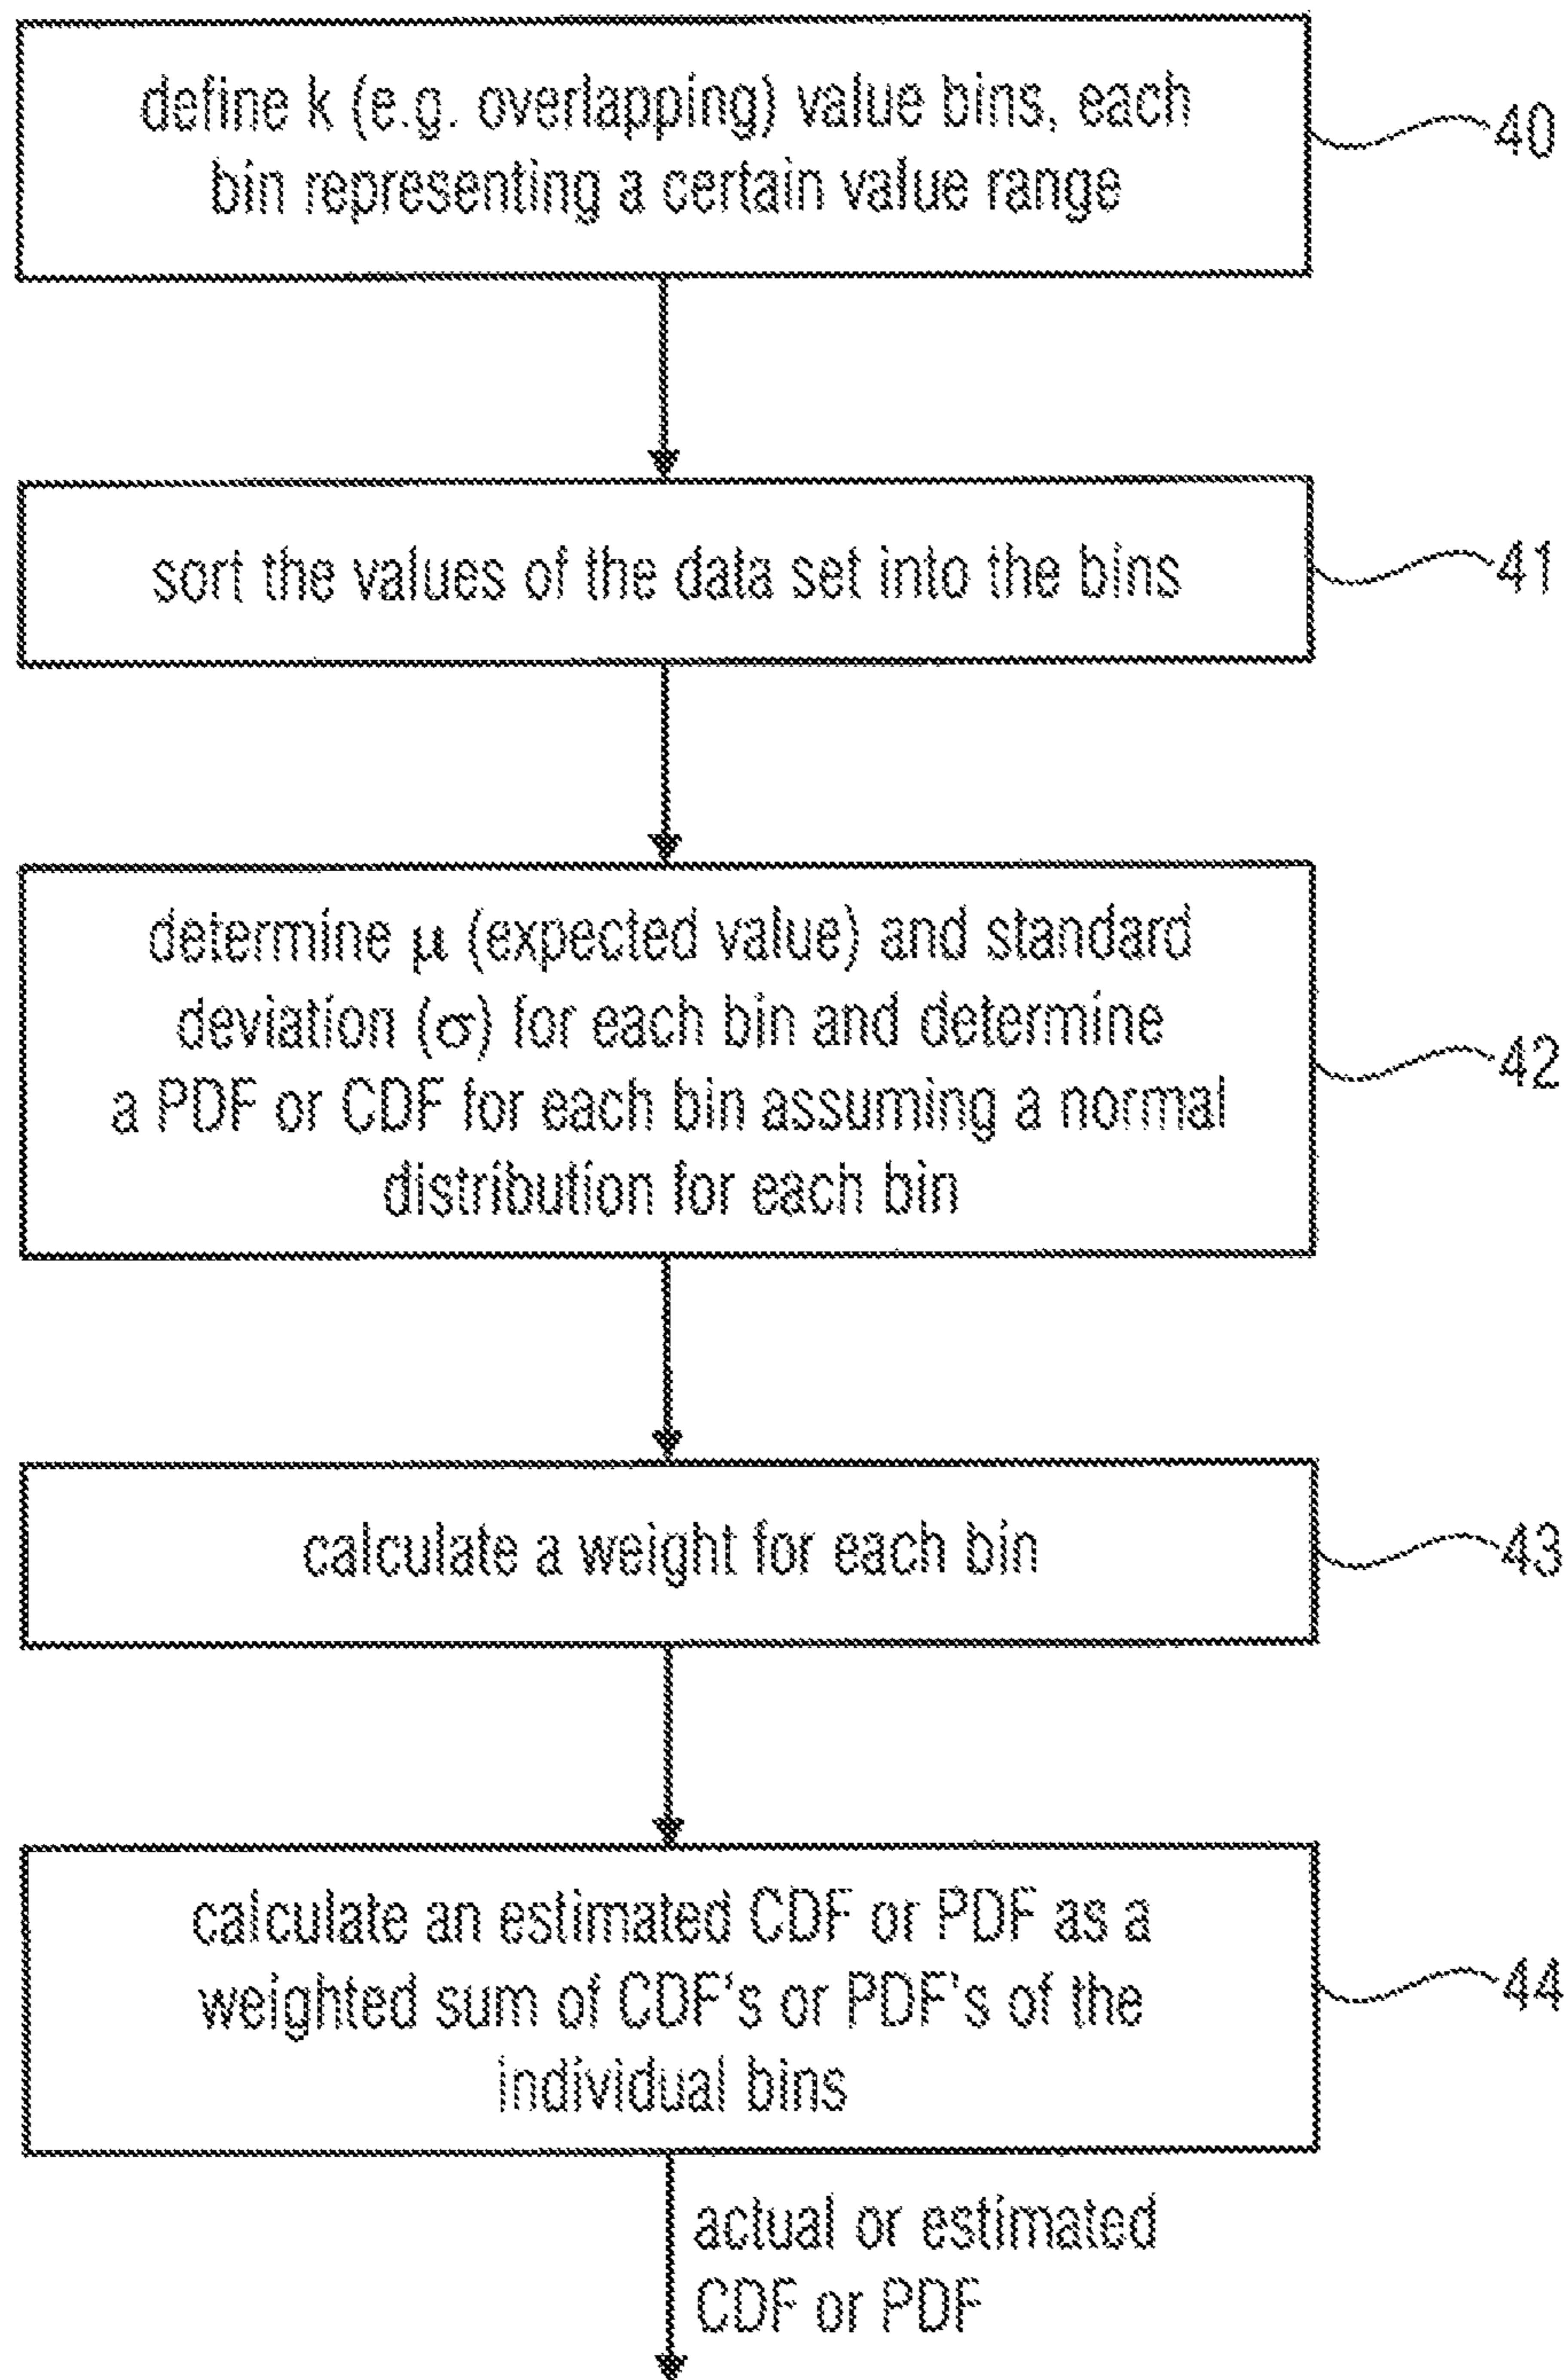 define k (e.g. overlapping) value bins, each
bin representing a certain value range
40
sort the values of the data set into the bins
41
determine μ (expected value) and standard
deviation (σ) for each bin and determine
a PDF or CDF for each bin assuming a normal
distribution for each bin
42
calculate a weight for each bin
43
calculate an estimated CDF or PDF as a
weighted sum of CDF's or PDF's of the
individual bins
44
actual or estimated
CDF or PDF